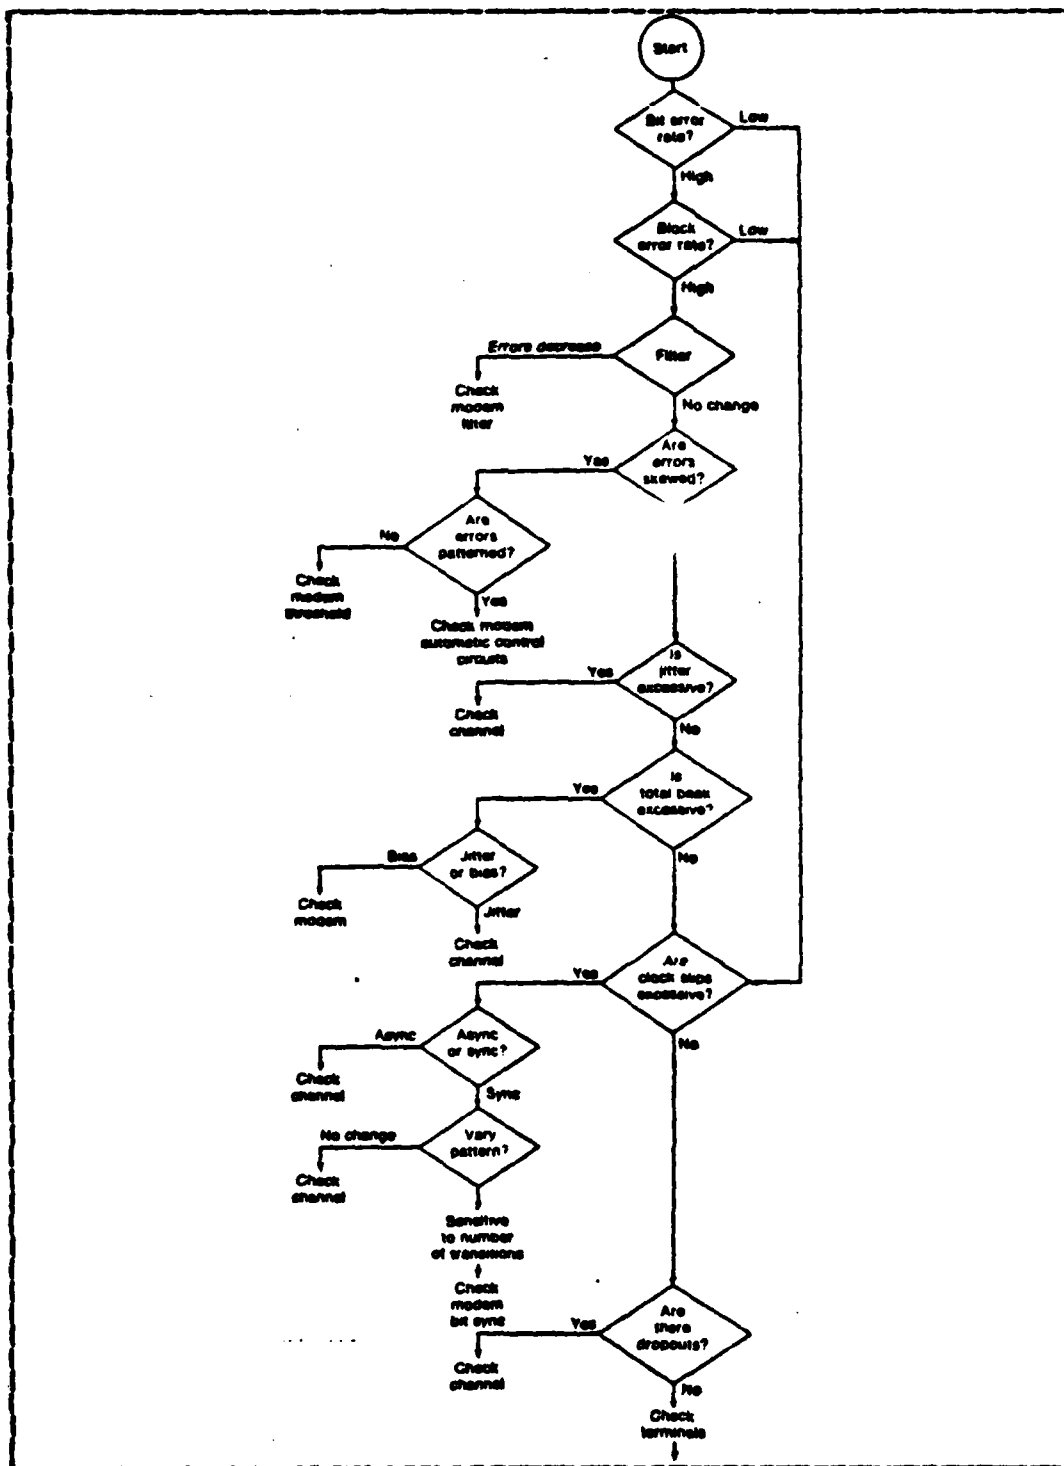 Start
Bit error
rate?
Low
High
Block
error rate?
Low
High
Filter
Errors decrease
Check
modem
filter
No change
Are
errors
skewed?
Yes
Are
errors
patterned?
No
Check
modem
threshold
Yes
Check modem
automatic control
circuits
Is
jitter
excessive?
Yes
Check
channel
No
Is
total peak
excessive?
Yes
Jitter
or bias?
Bias
Check
modem
Jitter
Check
channel
No
Are
clock slips
excessive?
Yes
Async
or sync?
Async
Check
channel
Sync
Vary
pattern?
No change
Check
channel
Sensitive
to number
of transitions
Check
modem
bit sync
No
Are
there
dropouts?
Yes
Check
channel
No
Check
terminals